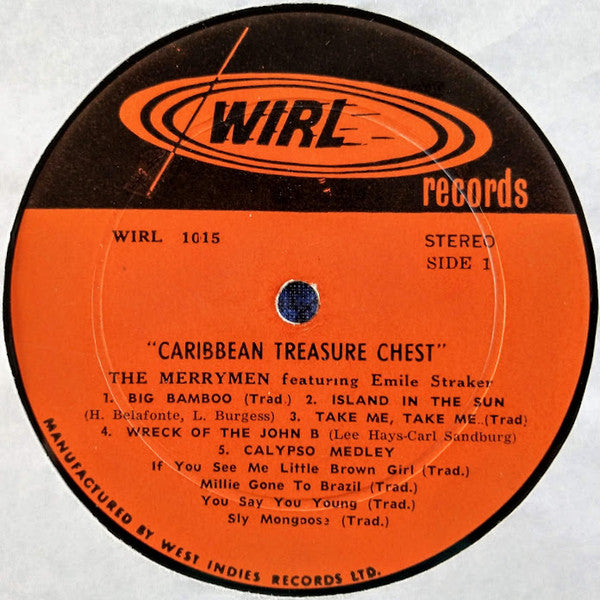 WIRL
records
WIRL 1015
STEREO
SIDE 1
"CARIBBEAN TREASURE CHEST"
THE MERRYMEN featuring Emile Straker
1. BIG BAMBOO (Trad.) 2. ISLAND IN THE SUN
(H. Belafonte, L. Burgess) 3. TAKE ME, TAKE ME..(Trad)
4. WRECK OF THE JOHN B (Lee Hays-Carl Sandburg)
5. CALYPSO MEDLEY
If You See Me Little Brown Girl (Trad.)
Millie Gone To Brazil (Trad.)
You Say You Young (Trad.)
Sly Mongoose (Trad.)
MANUFACTURED BY WEST INDIES RECORDS LTD.